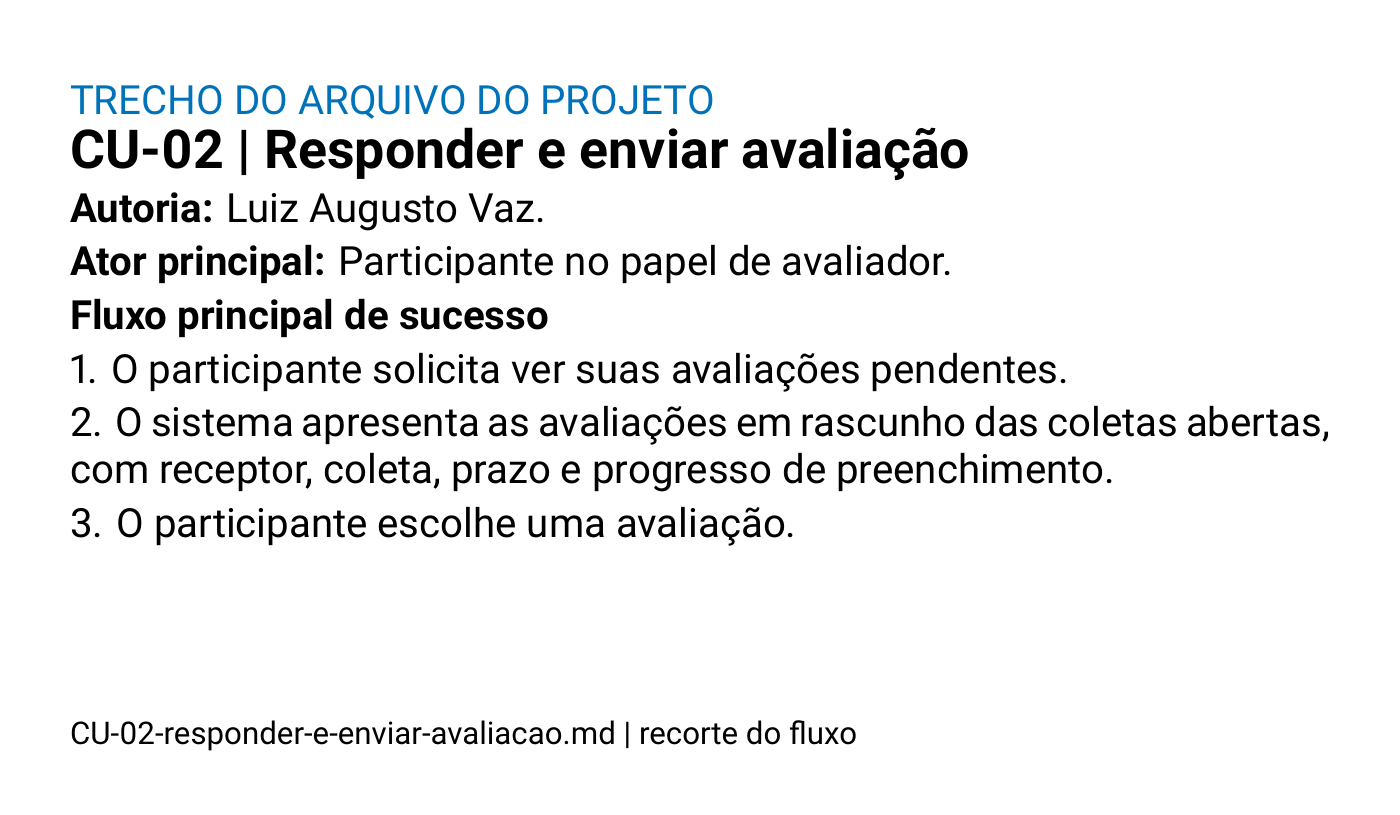 TRECHO DO ARQUIVO DO PROJETO
CU-02 | Responder e enviar avaliação
Autoria: Luiz Augusto Vaz.
Ator principal: Participante no papel de avaliador.
Fluxo principal de sucesso
1. O participante solicita ver suas avaliações pendentes.
2. O sistema apresenta as avaliações em rascunho das coletas abertas,
com receptor, coleta, prazo e progresso de preenchimento.
3. O participante escolhe uma avaliação.
CU-02-responder-e-enviar-avaliacao.md | recorte do fluxo